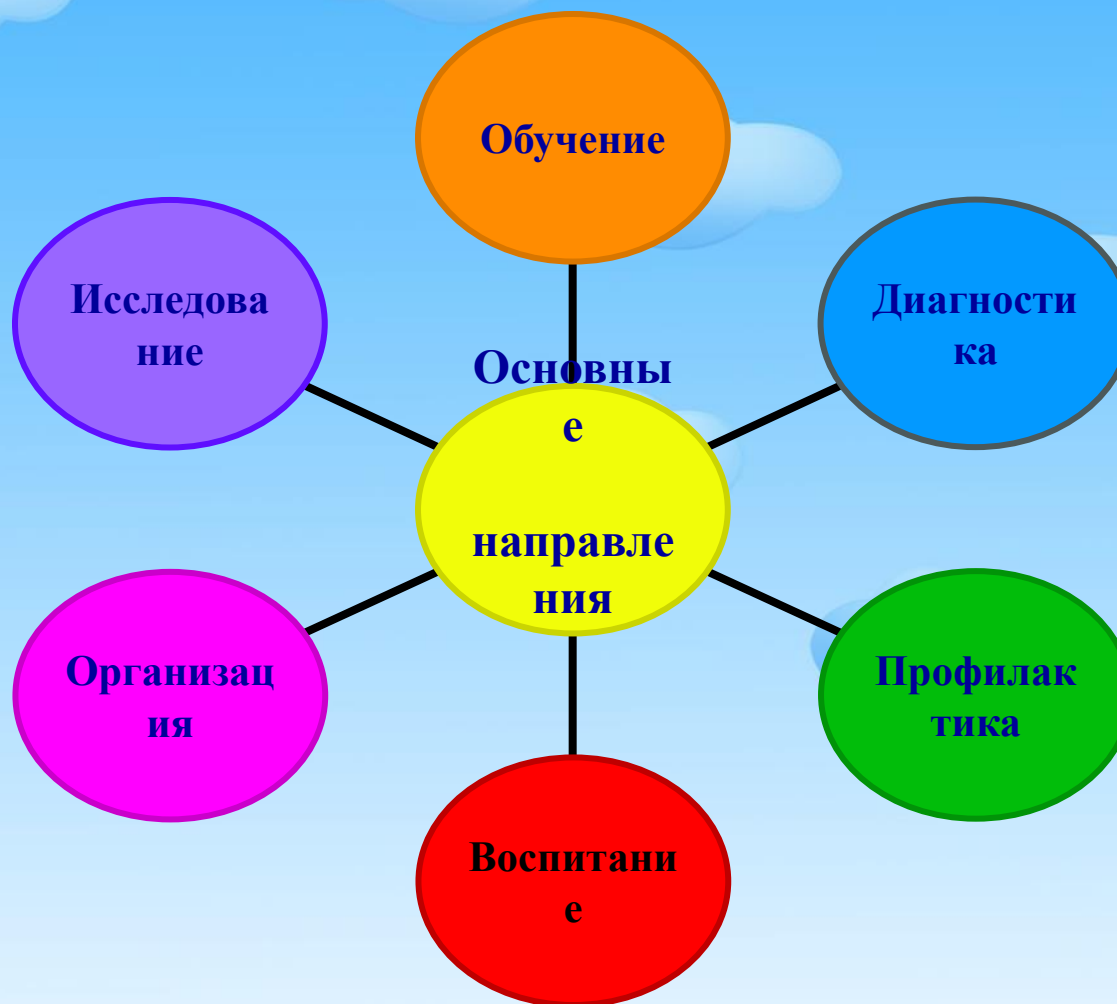 Обучение
Исследова
ние
Диагности
ка
Основны
е
направле
ния
Организац
ия
Профилак
тика
Воспитани
е